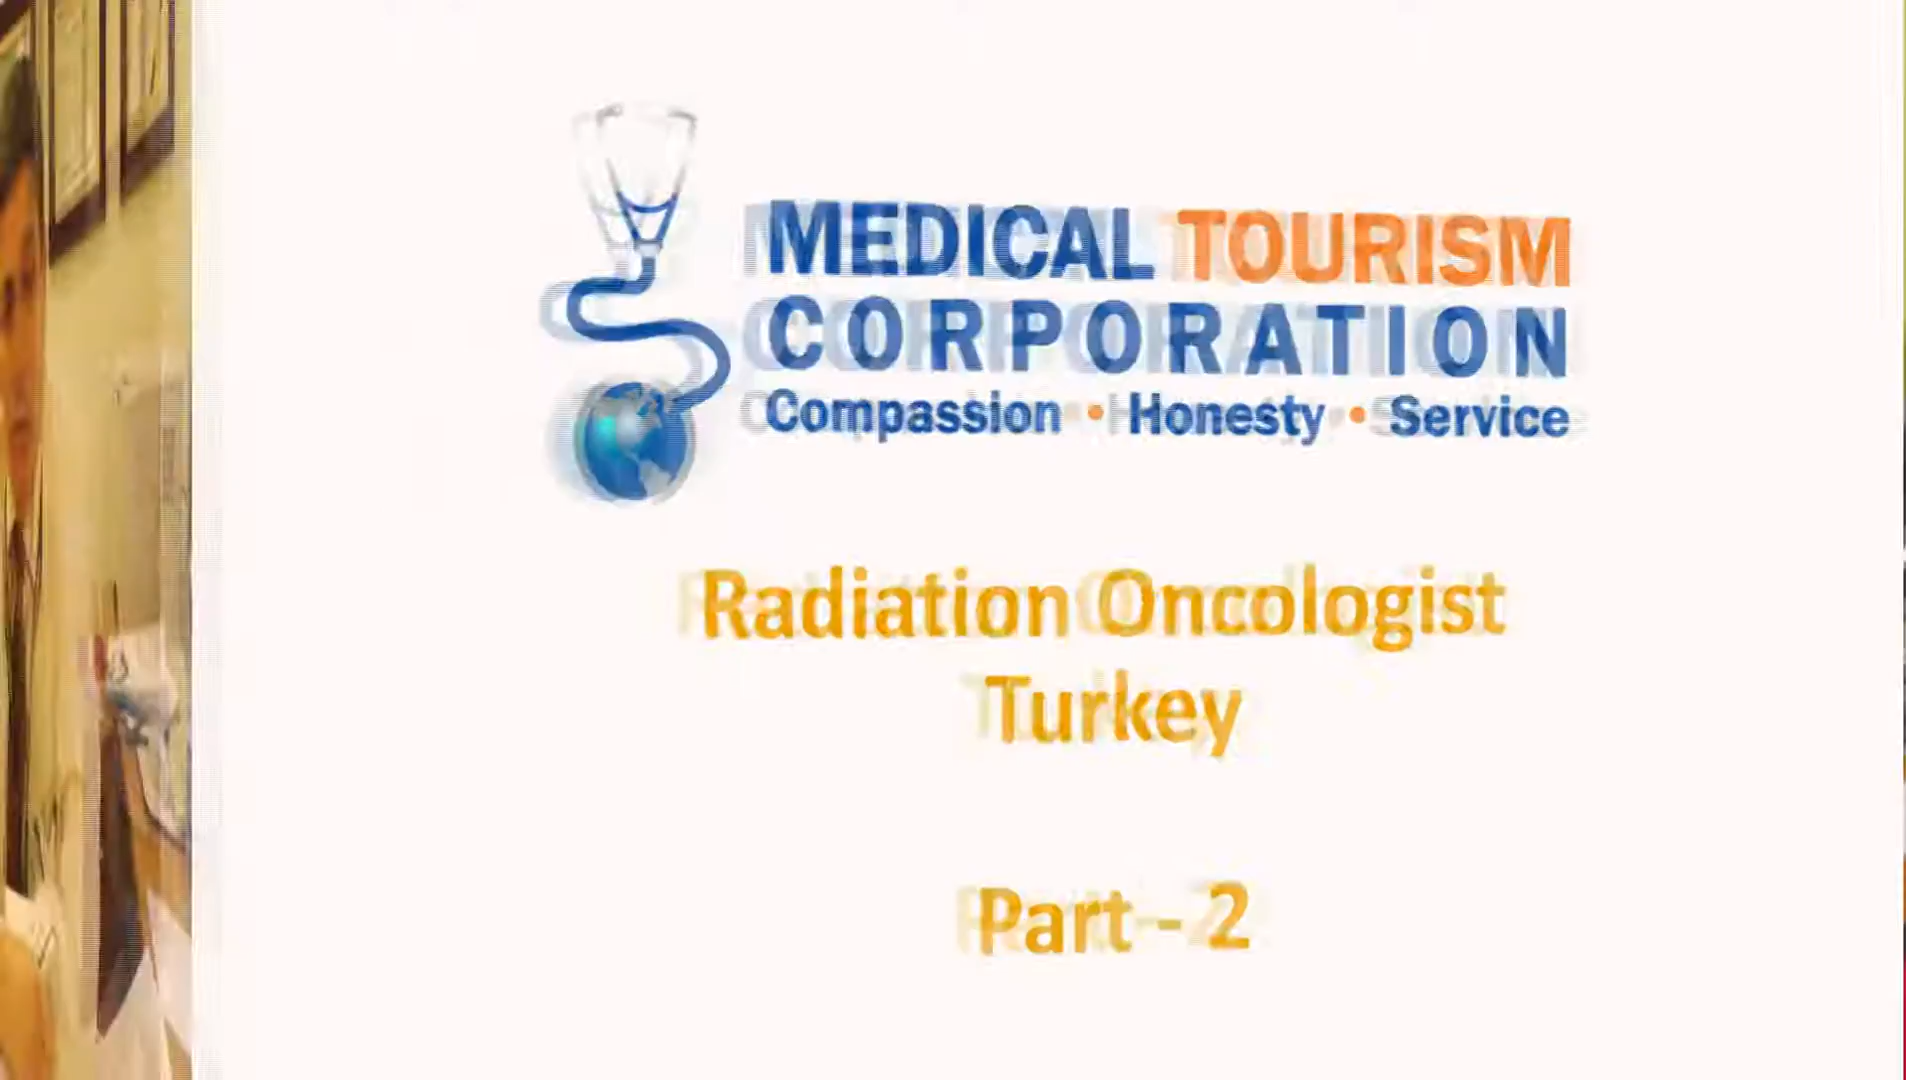 MEDICAL TOURISM
CORPORATION
Compassion • Honesty • Service
Radiation Oncologist
Turkey
Part - 2